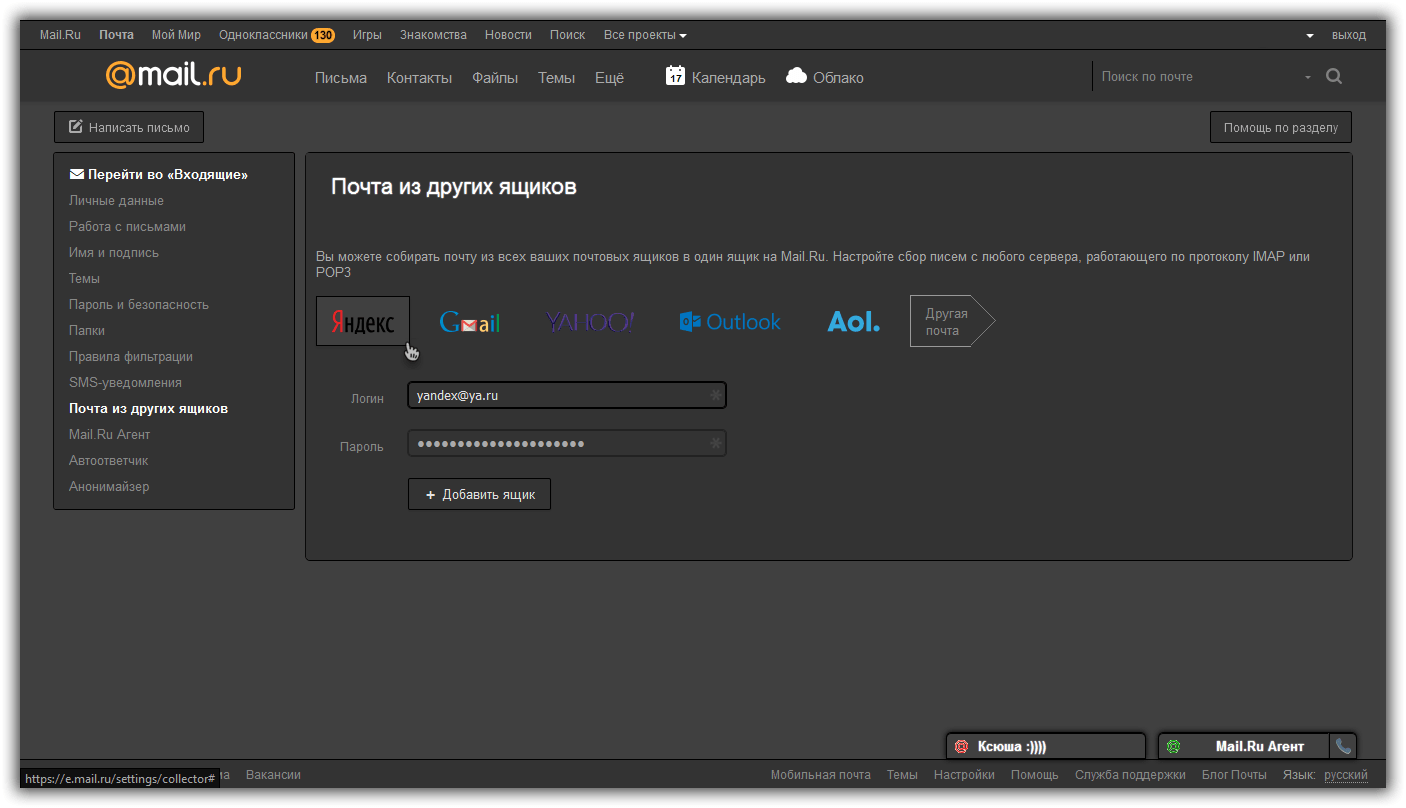 Mail.Ru Почта Мой Мир Одноклассники 130 Игры Знакомства Новости Поиск Все проекты выход
@mail.ru Письма Контакты Файлы Темы Ещё 17 Календарь Облако Поиск по почте
Написать письмо Помощь по разделу
Перейти во «Входящие»
Личные данные
Работа с письмами
Имя и подпись
Темы
Пароль и безопасность
Папки
Правила фильтрации
SMS-уведомления
Почта из других ящиков
Mail.Ru Агент
Автоответчик
Анонимайзер
Почта из других ящиков
Вы можете собирать почту из всех ваших почтовых ящиков в один ящик на Mail.Ru. Настройте сбор писем с любого сервера, работающего по протоколу IMAP или
POP3
Яндекс Gmail YAHOO! Outlook Aol. Другая
почта
Логин yandex@ya.ru
Пароль
+ Добавить ящик
Ксюша :)))) Mail.Ru Агент
https://e.mail.ru/settings/collector# Вакансии Мобильная почта Темы Настройки Помощь Служба поддержки Блог Почты Язык: русский